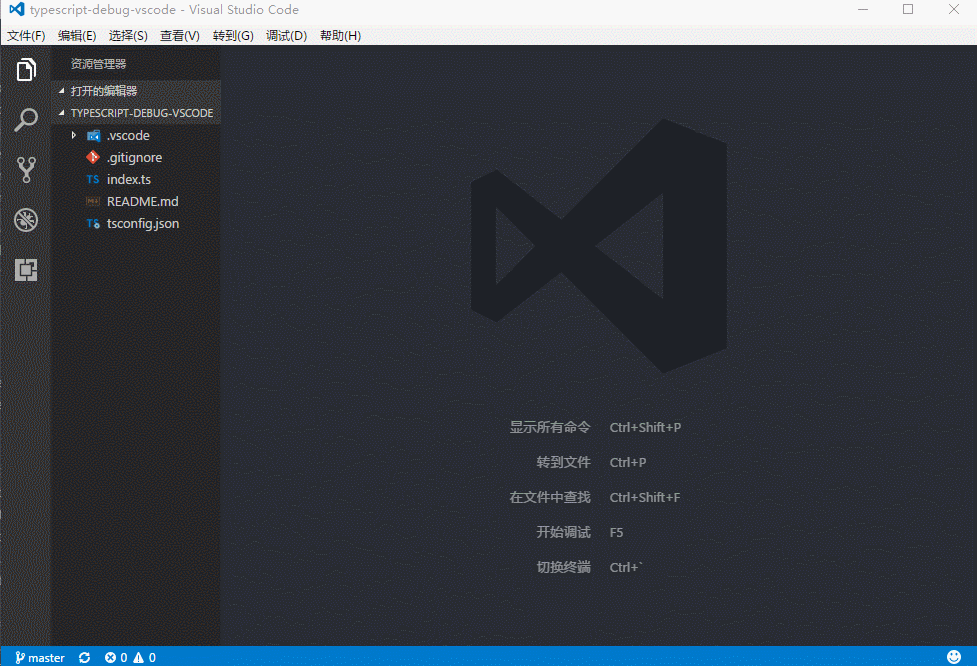 typescript-debug-vscode - Visual Studio Code
文件(F) 编辑(E) 选择(S) 查看(V) 转到(G) 调试(D) 帮助(H)
资源管理器
打开的编辑器
TYPESCRIPT-DEBUG-VSCODE
.vscode
.gitignore
TS index.ts
README.md
TS tsconfig.json
显示所有命令 Ctrl+Shift+P
转到文件 Ctrl+P
在文件中查找 Ctrl+Shift+F
开始调试 F5
切换终端 Ctrl+`
master 0 0